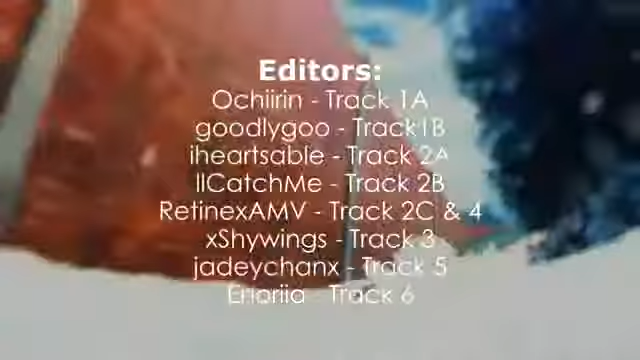 Editors:
Ochiirin - Track 1A
goodlygoo - Track1B
iheartsable - Track 2A
llCatchMe - Track 2B
RetinexAMV - Track 2C & 4
xShywings - Track 3
jadeychanx - Track 5
- Track 6